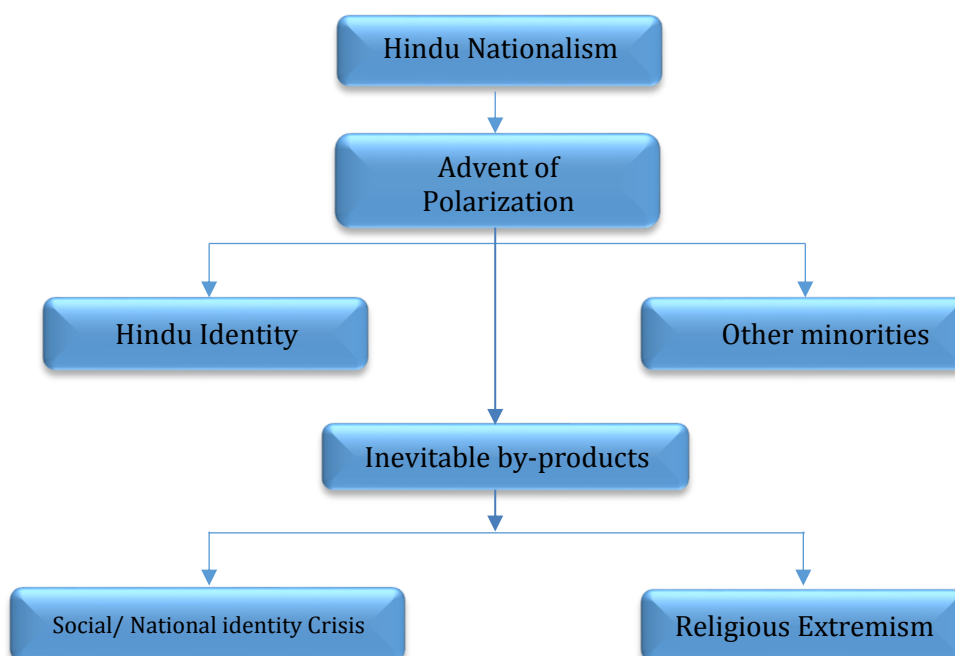 Hindu Nationalism
Advent of
Polarization
Hindu Identity
Other minorities
Inevitable by-products
Social/ National identity Crisis
Religious Extremism